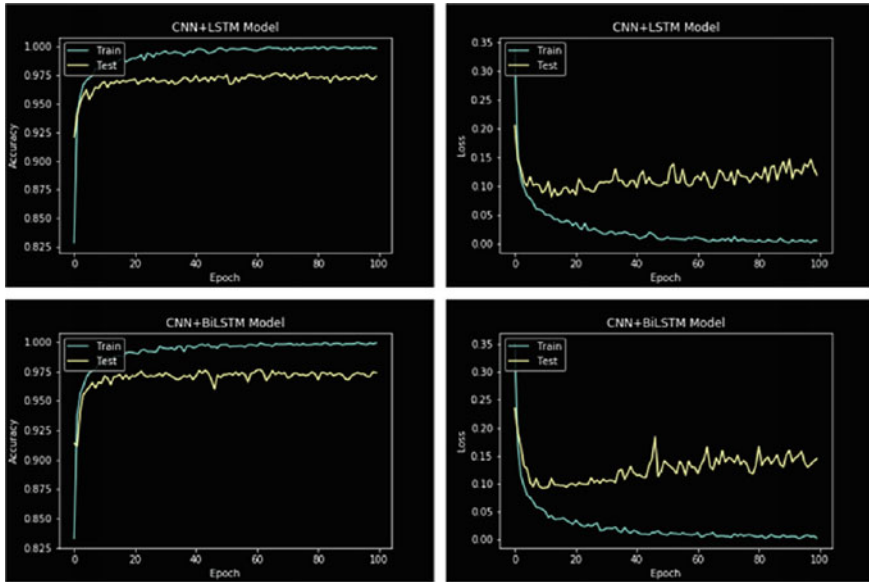 CNN+LSTM Model
Train
Test
Accuracy
1.000
0.975
0.950
0.925
0.900
0.875
0.850
0.825
0 20 40 60 80 100
Epoch
CNN+LSTM Model
Train
Test
Loss
0.35
0.30
0.25
0.20
0.15
0.10
0.05
0.00
0 20 40 60 80 100
Epoch
CNN+BiLSTM Model
Train
Test
Accuracy
1.000
0.975
0.950
0.925
0.900
0.875
0.850
0.825
0 20 40 60 80 100
Epoch
CNN+BiLSTM Model
Train
Test
Loss
0.35
0.30
0.25
0.20
0.15
0.10
0.05
0.00
0 20 40 60 80 100
Epoch